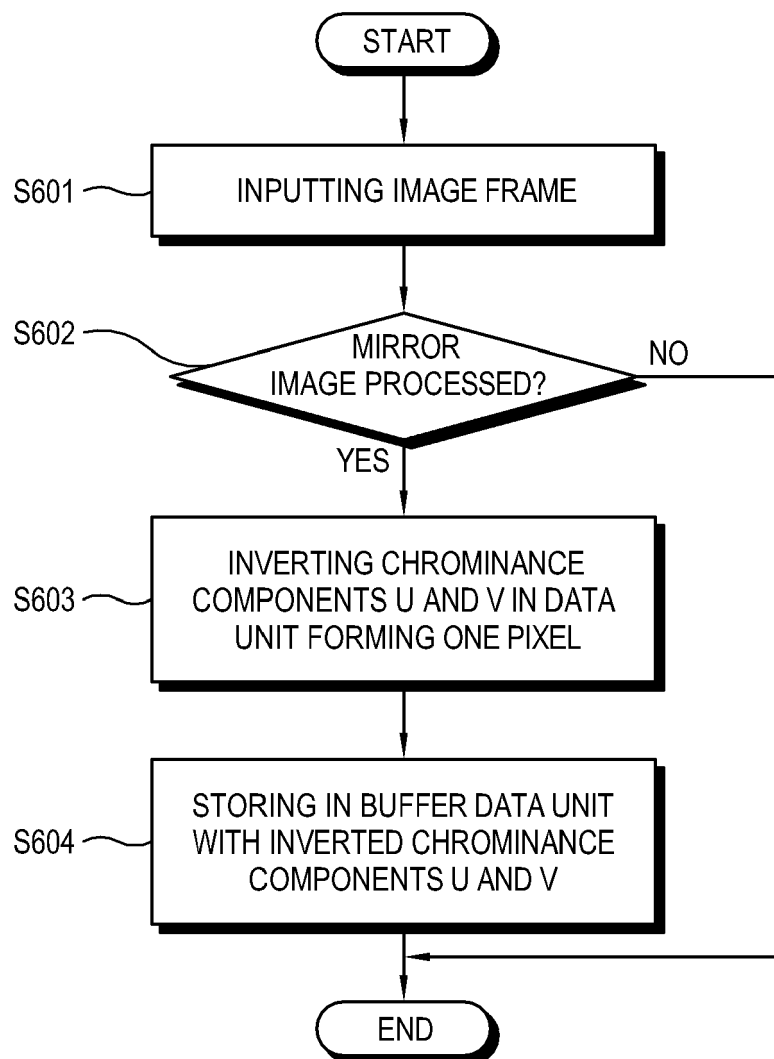 START
S601
INPUTTING IMAGE FRAME
S602
MIRROR
IMAGE PROCESSED?
NO
YES
S603
INVERTING CHROMINANCE
COMPONENTS U AND V IN DATA
UNIT FORMING ONE PIXEL
S604
STORING IN BUFFER DATA UNIT
WITH INVERTED CHROMINANCE
COMPONENTS U AND V
END